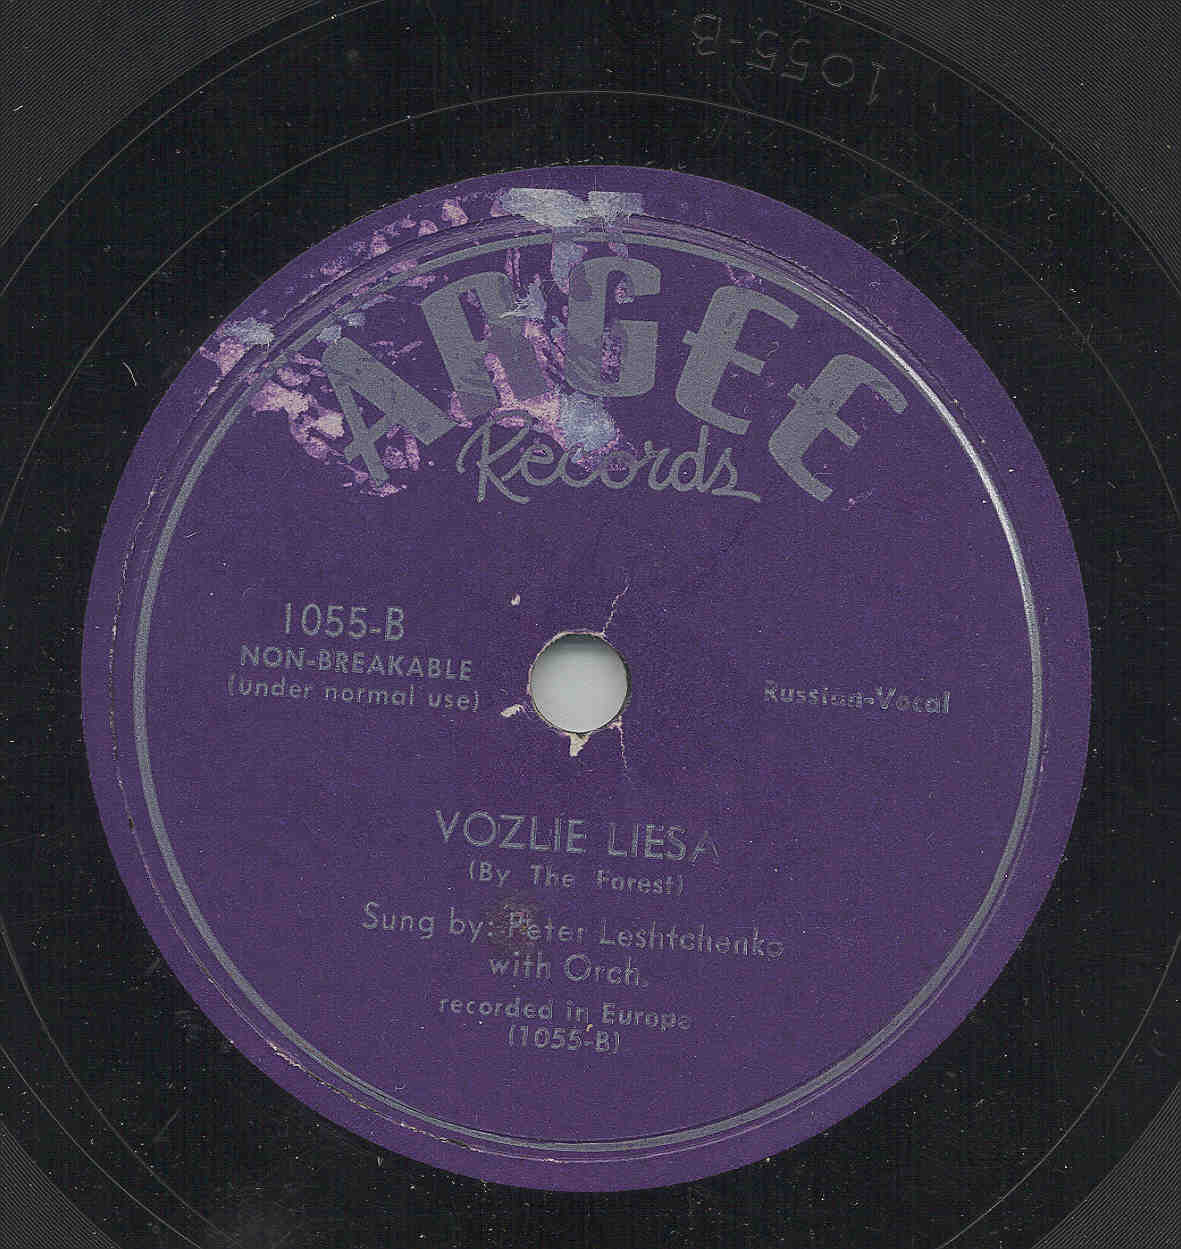 1055-B
ARGEE
Records
1055-B
NON-BREAKABLE
(under normal use)
Russian-Vocal
VOZLIE LIESA
(By The Forest)
Sung by: Peter Leshtchenko
with Orch.
recorded in Europe
(1055-B)